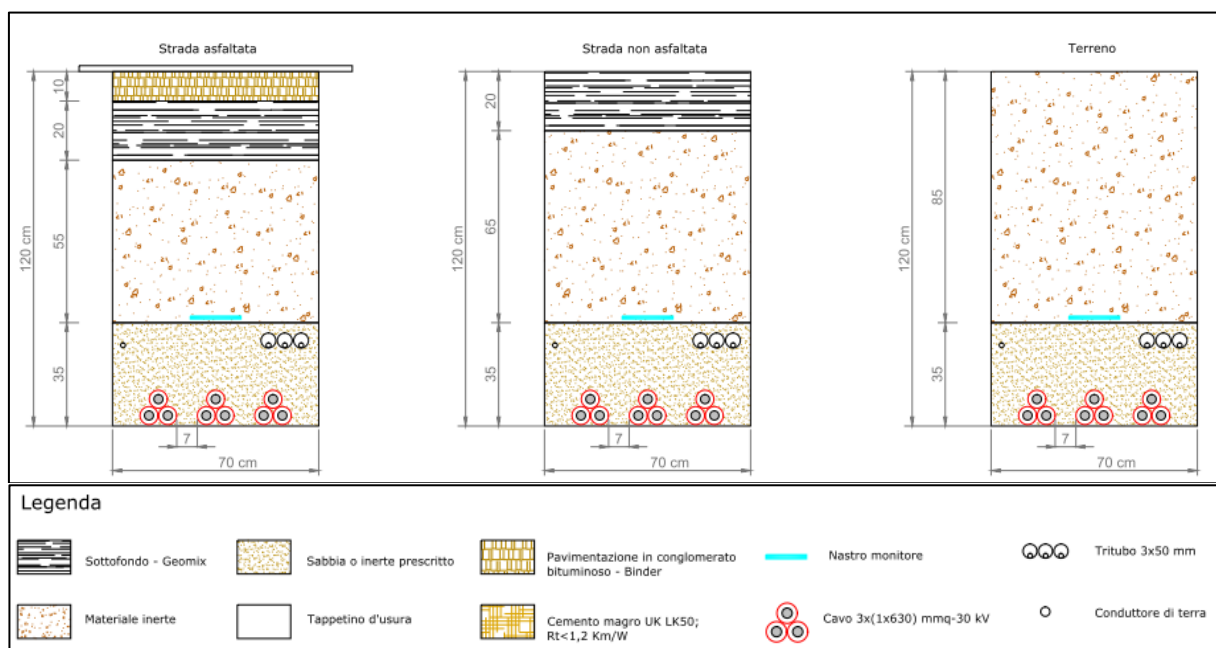 Strada asfaltata
Strada non asfaltata
Terreno
120 cm
10
20
55
35
7
70 cm
120 cm
20
65
35
7
70 cm
120 cm
85
35
7
70 cm
Legenda
Sottofondo - Geomix
Sabbia o inerte prescritto
Pavimentazione in conglomerato
bituminoso - Binder
Nastro monitore
Tritubo 3x50 mm
Materiale inerte
Tappetino d'usura
Cemento magro UK LK50;
Rt<1,2 Km/W
Cavo 3x(1x630) mmq-30 kV
Conduttore di terra